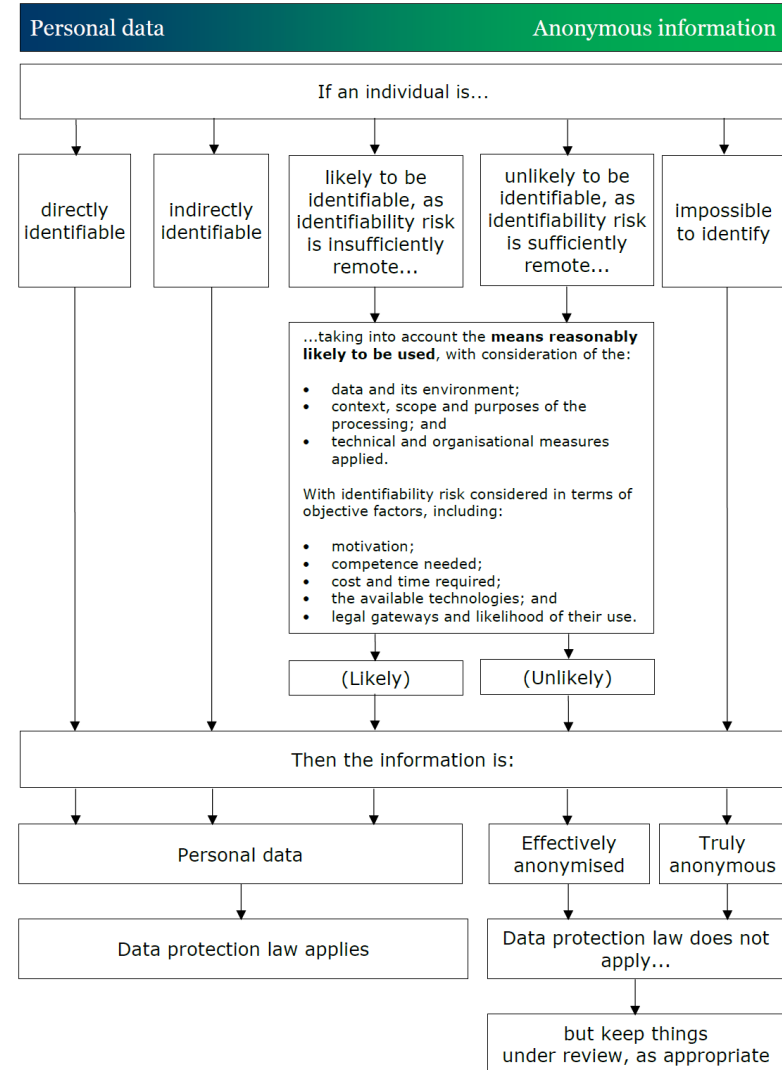 Personal data
Anonymous information
If an individual is...
directly
identifiable
indirectly
identifiable
likely to be
identifiable, as
identifiability risk
is insufficiently
remote...
unlikely to be
identifiable, as
identifiability risk
is sufficiently
remote...
impossible
to identify
...taking into account the means reasonably
likely to be used, with consideration of the:
• data and its environment;
• context, scope and purposes of the
processing; and
• technical and organisational measures
applied.
With identifiability risk considered in terms of
objective factors, including:
• motivation;
• competence needed;
• cost and time required;
• the available technologies; and
• legal gateways and likelihood of their use.
(Likely)
(Unlikely)
Then the information is:
Personal data
Effectively
anonymised
Truly
anonymous
Data protection law applies
Data protection law does not
apply...
but keep things
under review, as appropriate